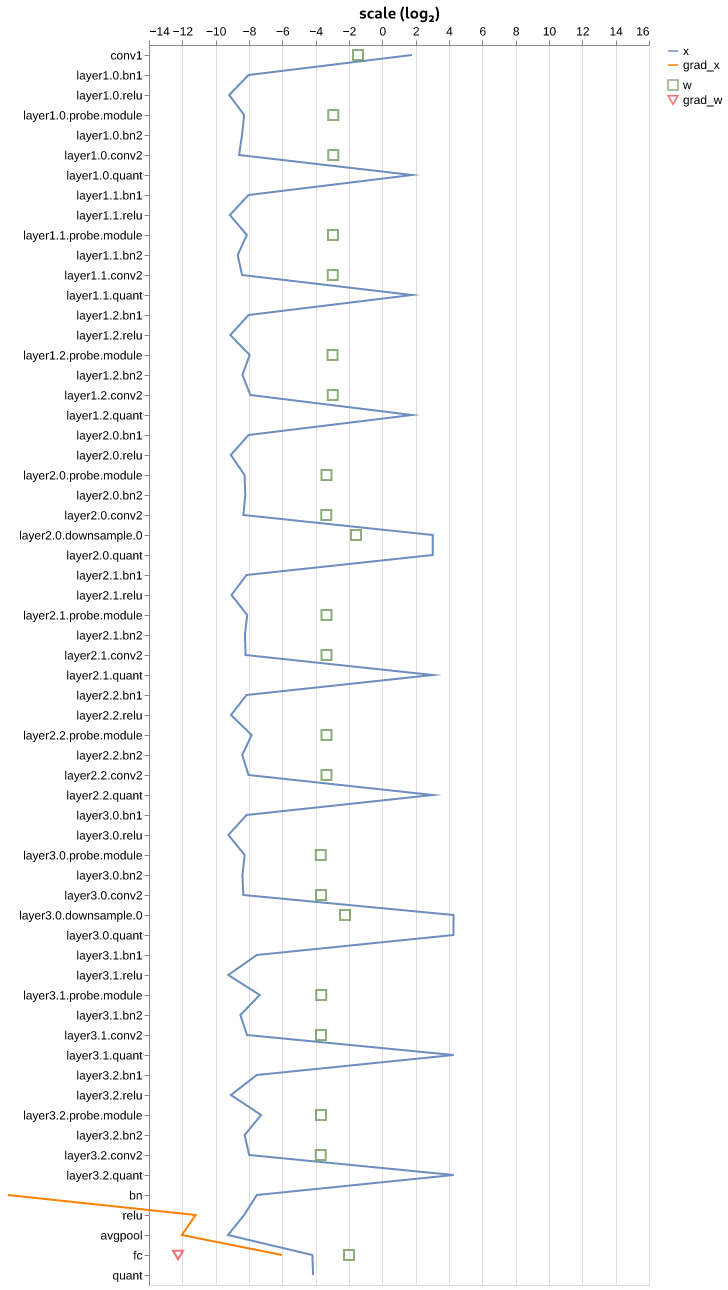 scale (log₂)
−14 −12 −10 −8 −6 −4 −2 0 2 4 6 8 10 12 14 16
x
grad_x
w
grad_w
conv1
layer1.0.bn1
layer1.0.relu
layer1.0.probe.module
layer1.0.bn2
layer1.0.conv2
layer1.0.quant
layer1.1.bn1
layer1.1.relu
layer1.1.probe.module
layer1.1.bn2
layer1.1.conv2
layer1.1.quant
layer1.2.bn1
layer1.2.relu
layer1.2.probe.module
layer1.2.bn2
layer1.2.conv2
layer1.2.quant
layer2.0.bn1
layer2.0.relu
layer2.0.probe.module
layer2.0.bn2
layer2.0.conv2
layer2.0.downsample.0
layer2.0.quant
layer2.1.bn1
layer2.1.relu
layer2.1.probe.module
layer2.1.bn2
layer2.1.conv2
layer2.1.quant
layer2.2.bn1
layer2.2.relu
layer2.2.probe.module
layer2.2.bn2
layer2.2.conv2
layer2.2.quant
layer3.0.bn1
layer3.0.relu
layer3.0.probe.module
layer3.0.bn2
layer3.0.conv2
layer3.0.downsample.0
layer3.0.quant
layer3.1.bn1
layer3.1.relu
layer3.1.probe.module
layer3.1.bn2
layer3.1.conv2
layer3.1.quant
layer3.2.bn1
layer3.2.relu
layer3.2.probe.module
layer3.2.bn2
layer3.2.conv2
layer3.2.quant
bn
relu
avgpool
fc
quant